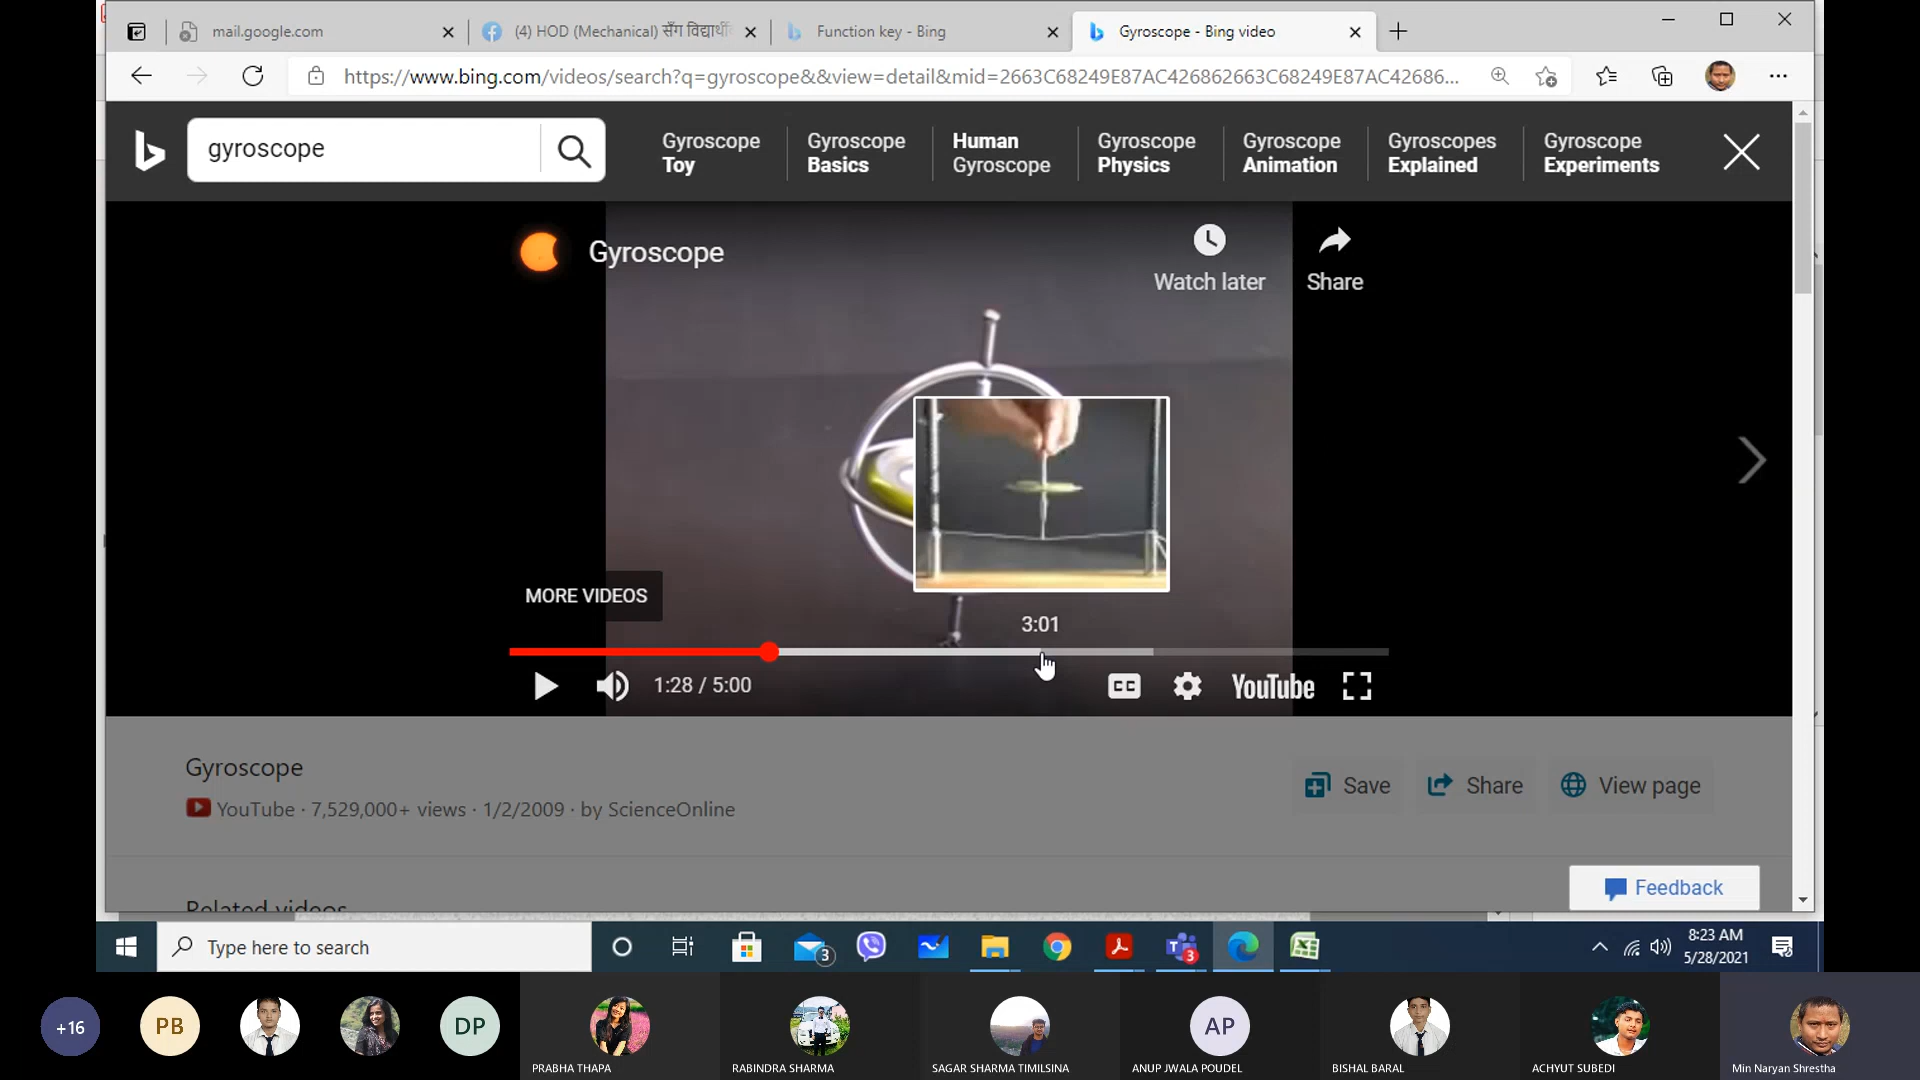 mail.google.com
(4) HOD (Mechanical) सँग विद्यार्थी
Function key - Bing
Gyroscope - Bing video
https://www.bing.com/videos/search?q=gyroscope&&view=detail&mid=2663C68249E87AC426862663C68249E87AC42686...
gyroscope
Gyroscope Toy
Gyroscope Basics
Human Gyroscope
Gyroscope Physics
Gyroscope Animation
Gyroscopes Explained
Gyroscope Experiments
Gyroscope
Watch later
Share
MORE VIDEOS
3:01
1:28 / 5:00
CC
YouTube
Gyroscope
YouTube · 7,529,000+ views · 1/2/2009 · by ScienceOnline
Save
Share
View page
Related videos
Feedback
Type here to search
3
3
8:23 AM
5/28/2021
+16
PB
DP
AP
PRABHA THAPA
RABINDRA SHARMA
SAGAR SHARMA TIMILSINA
ANUP JWALA POUDEL
BISHAL BARAL
ACHYUT SUBEDI
Min Naryan Shrestha